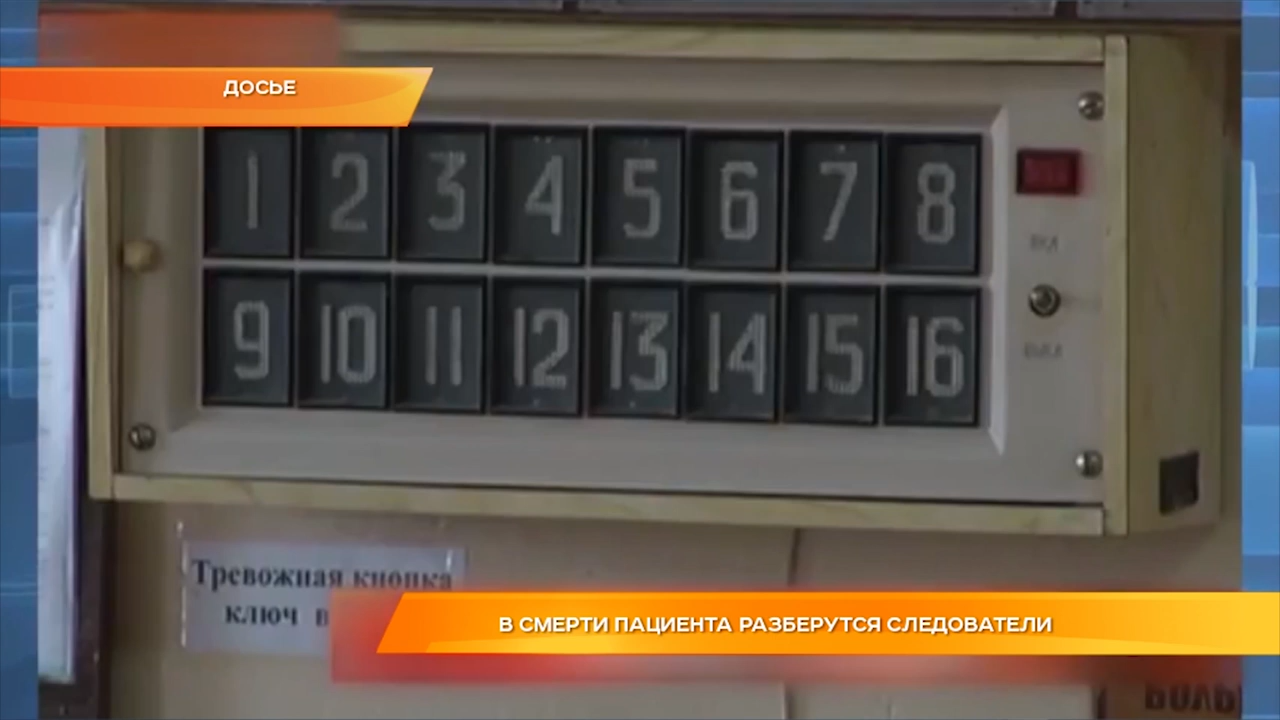 ДОСЬЕ
1 2 3 4 5 6 7 8
ВКЛ
9 10 11 12 13 14 15 16
Тревожная кнопка
ключ в
В СМЕРТИ ПАЦИЕНТА РАЗБЕРУТСЯ СЛЕДОВАТЕЛИ